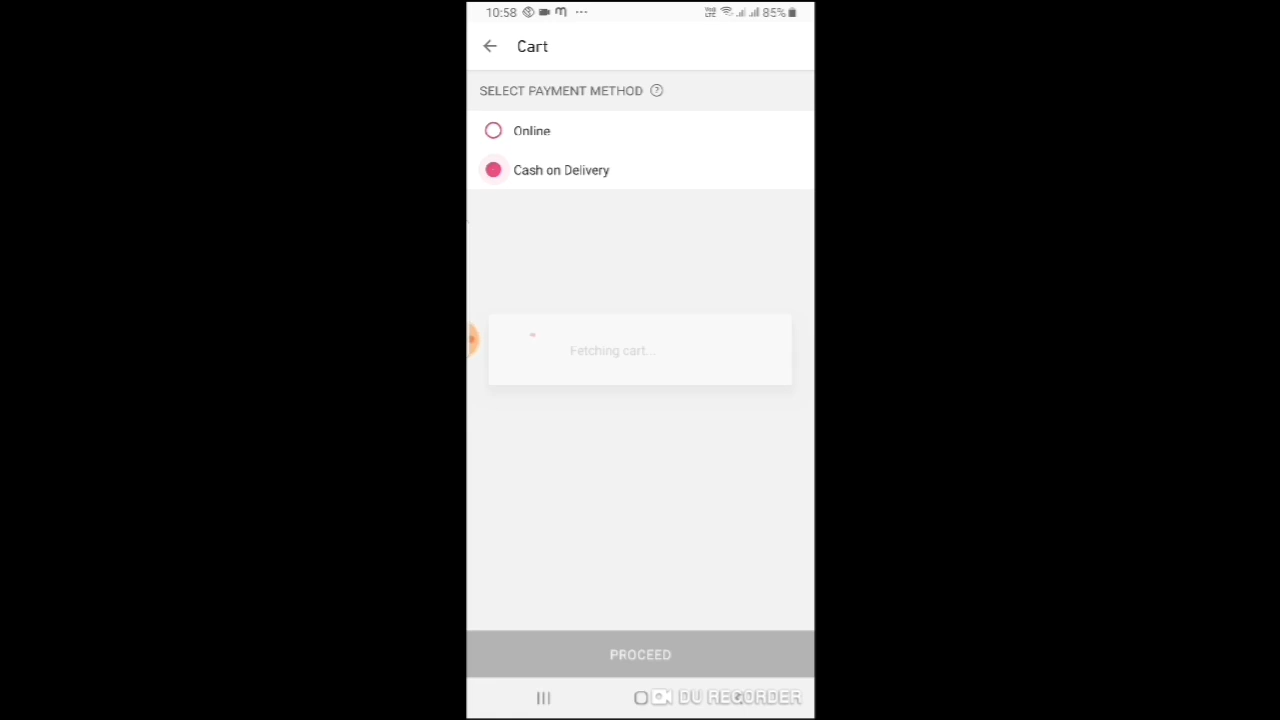 10:58 85%
Cart
SELECT PAYMENT METHOD
Online
Cash on Delivery
Fetching cart...
PROCEED
DU RECORDER